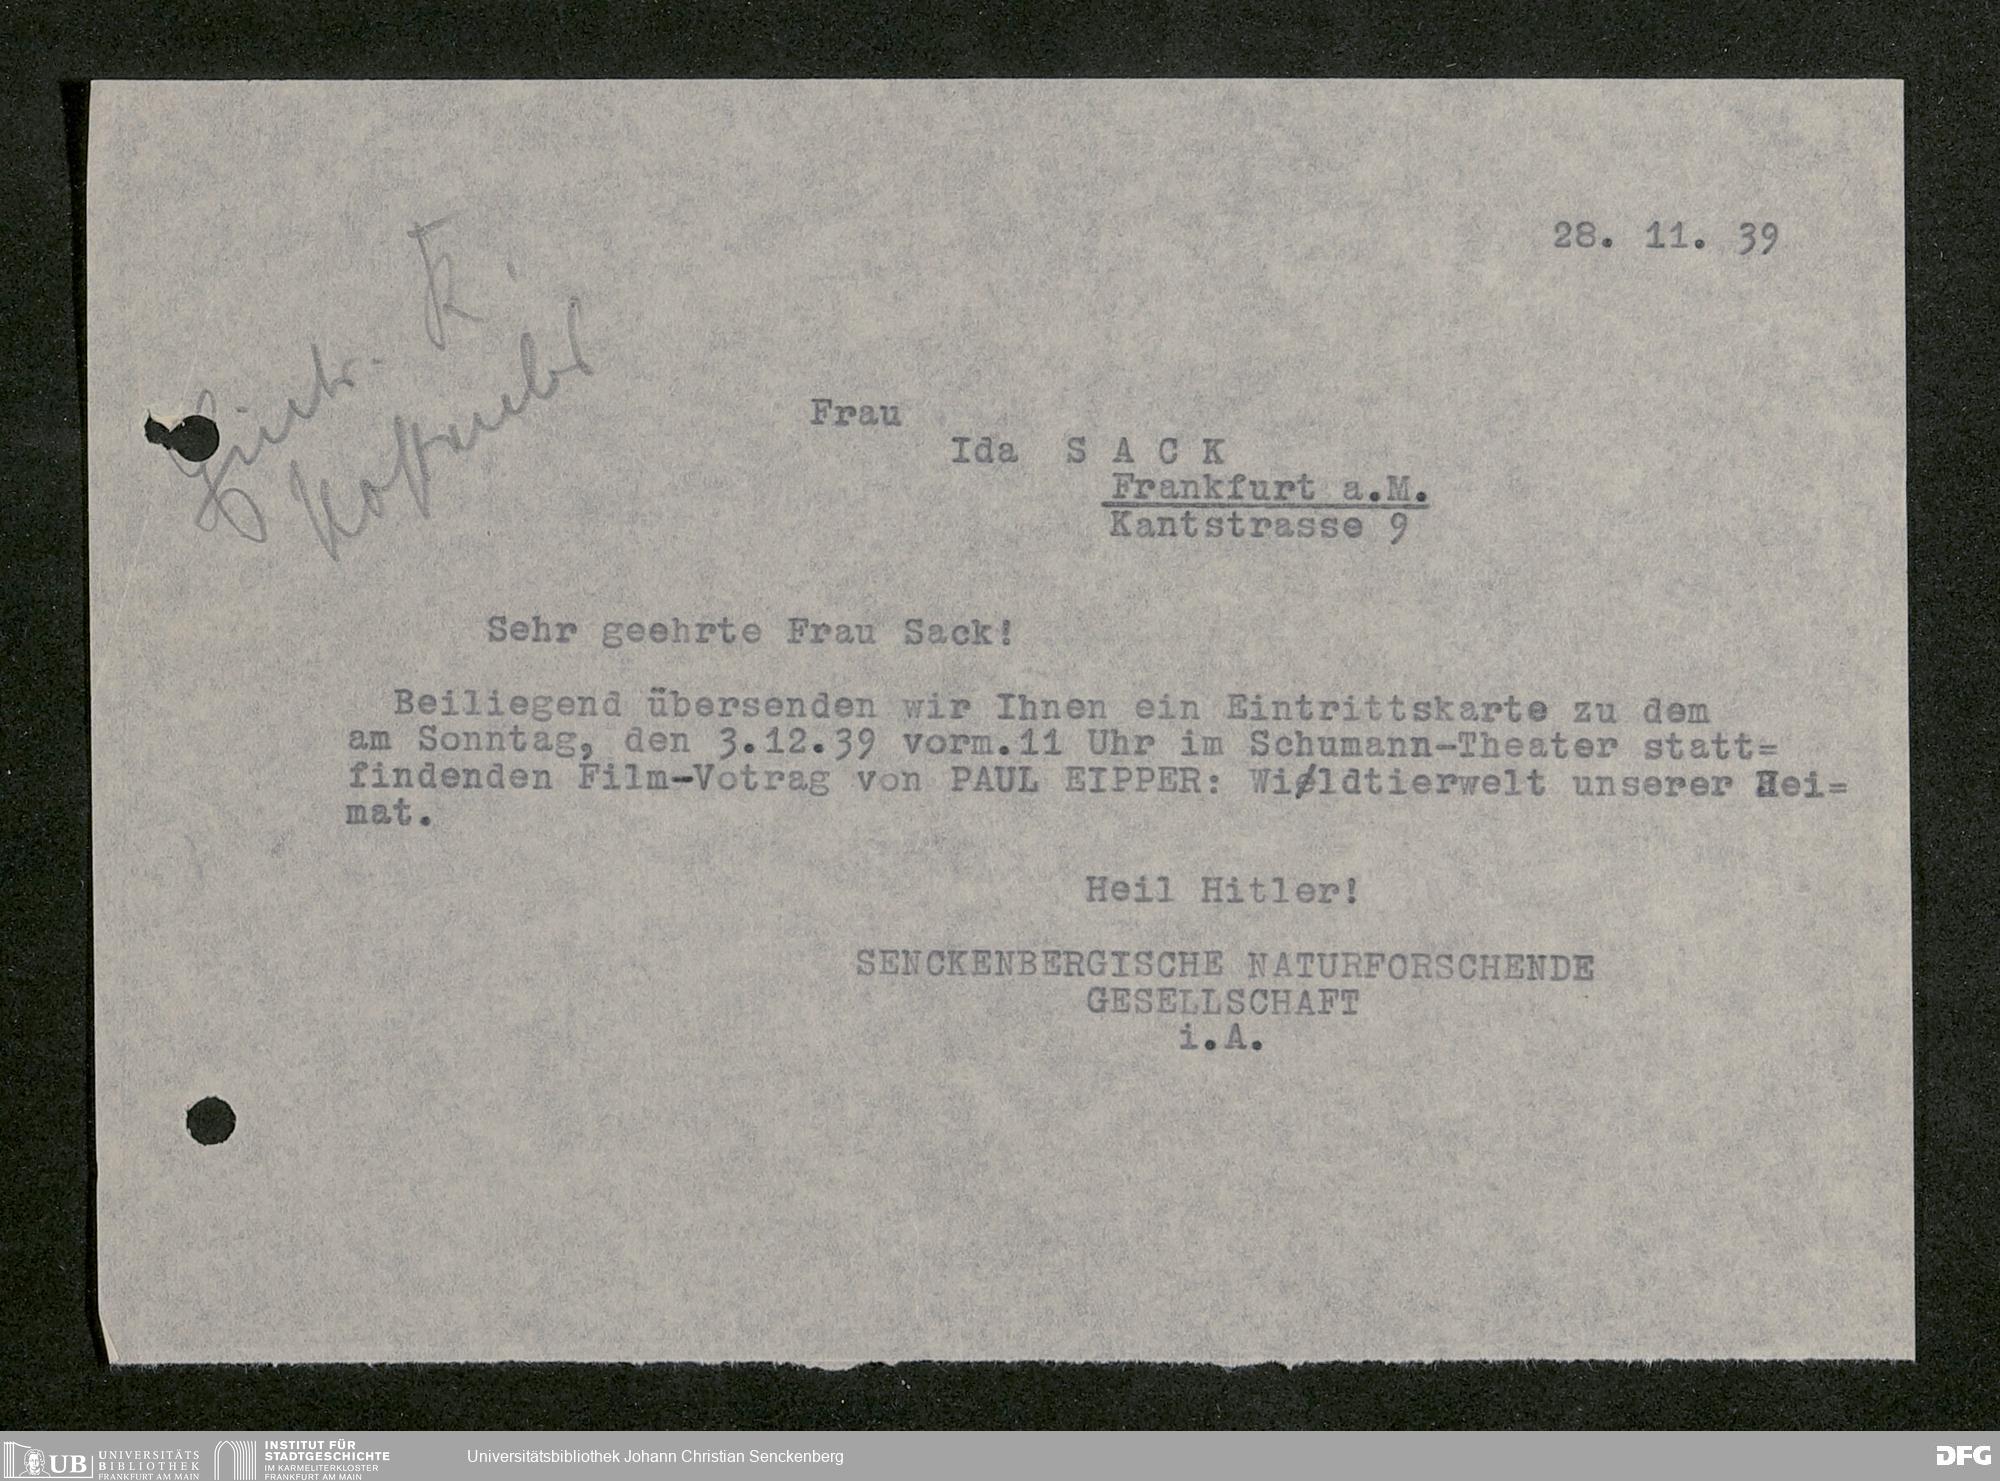 28. 11. 39
Eintr. K.
Frau
Ida S A C K
Frankfurt a.M.
Kantstrasse 9
Sehr geehrte Frau Sack!
Beiliegend übersenden wir Ihnen ein Eintrittskarte zu dem
am Sonntag, den 3.12.39 vorm.11 Uhr im Schumann-Theater statt=
findenden Film-Votrag von PAUL EIPPER: Wildtierwelt unserer Hei=
mat.
Heil Hitler!
SENCKENBERGISCHE NATURFORSCHENDE
GESELLSCHAFT
i.A.
UB UNIVERSITÄTS
BIBLIOTHEK
FRANKFURT AM MAIN
INSTITUT FÜR
STADTGESCHICHTE
IM KARMELITERKLOSTER
FRANKFURT AM MAIN
Universitätsbibliothek Johann Christian Senckenberg
DFG